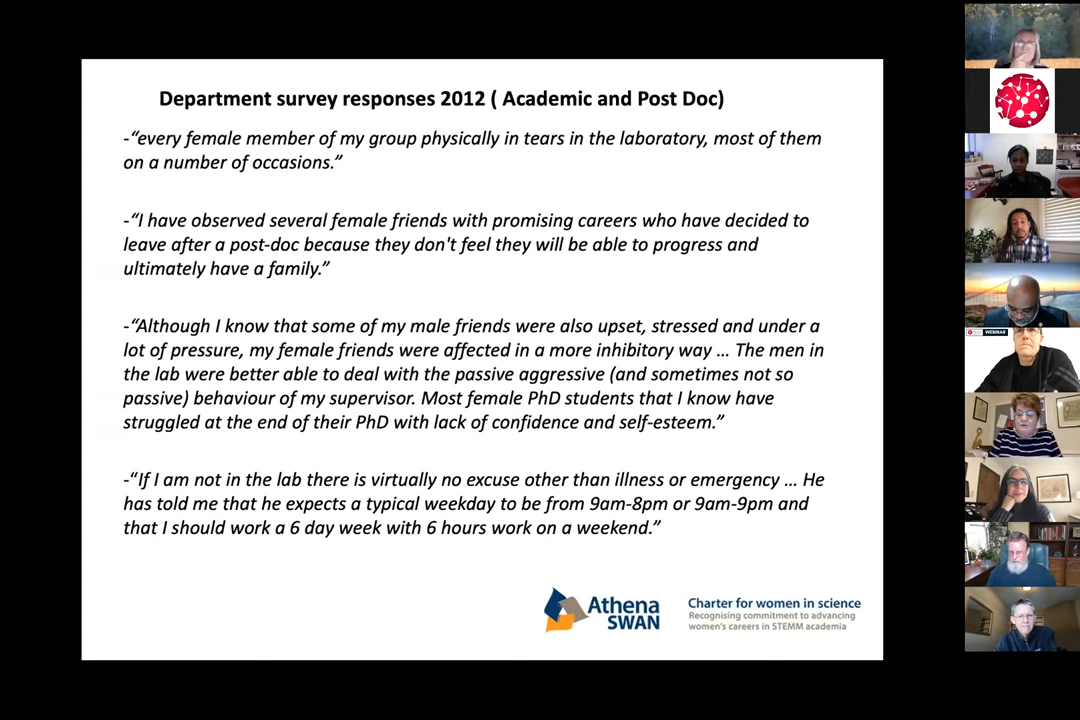 Department survey responses 2012 ( Academic and Post Doc)
-“every female member of my group physically in tears in the laboratory, most of them
on a number of occasions.”
-“I have observed several female friends with promising careers who have decided to
leave after a post-doc because they don't feel they will be able to progress and
ultimately have a family.”
-“Although I know that some of my male friends were also upset, stressed and under a
lot of pressure, my female friends were affected in a more inhibitory way … The men in
the lab were better able to deal with the passive aggressive (and sometimes not so
passive) behaviour of my supervisor. Most female PhD students that I know have
struggled at the end of their PhD with lack of confidence and self-esteem.”
-“If I am not in the lab there is virtually no excuse other than illness or emergency … He
has told me that he expects a typical weekday to be from 9am-8pm or 9am-9pm and
that I should work a 6 day week with 6 hours work on a weekend.”
Athena
SWAN
Charter for women in science
Recognising commitment to advancing
women's careers in STEMM academia
WEBINAR